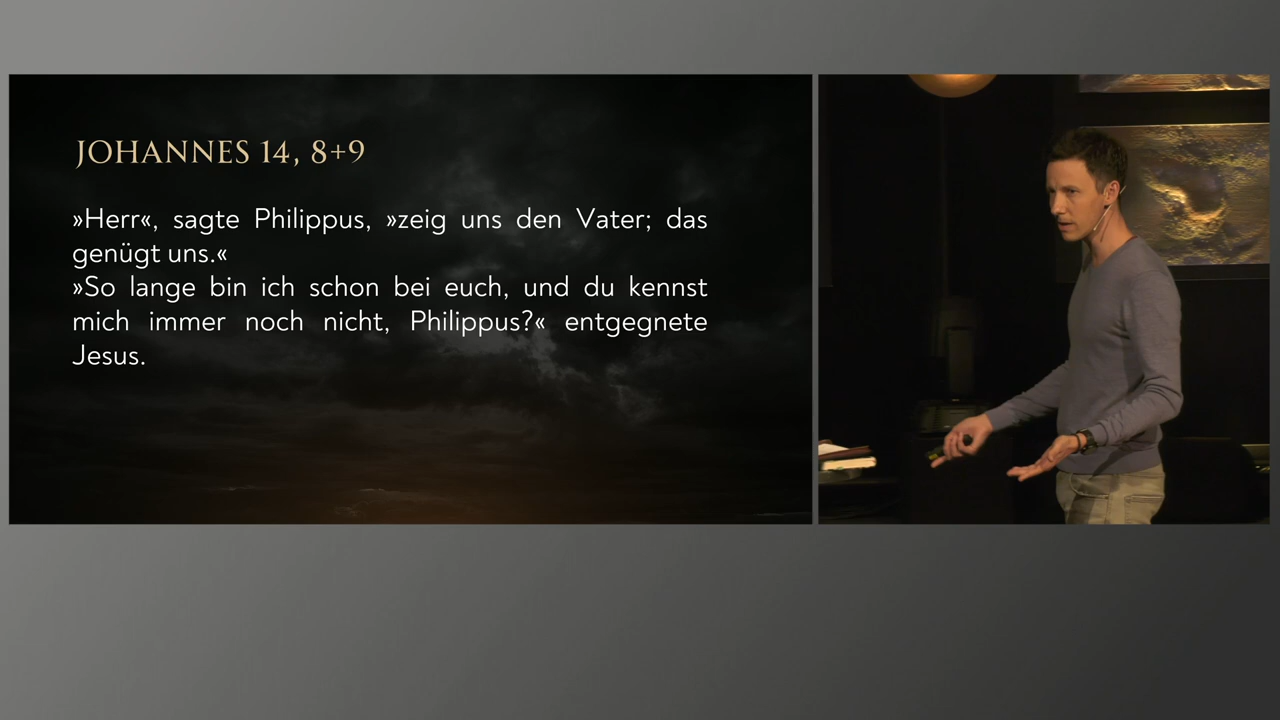 JOHANNES 14, 8+9
»Herr«, sagte Philippus, »zeig uns den Vater; das
genügt uns.«
»So lange bin ich schon bei euch, und du kennst
mich immer noch nicht, Philippus?« entgegnete
Jesus.